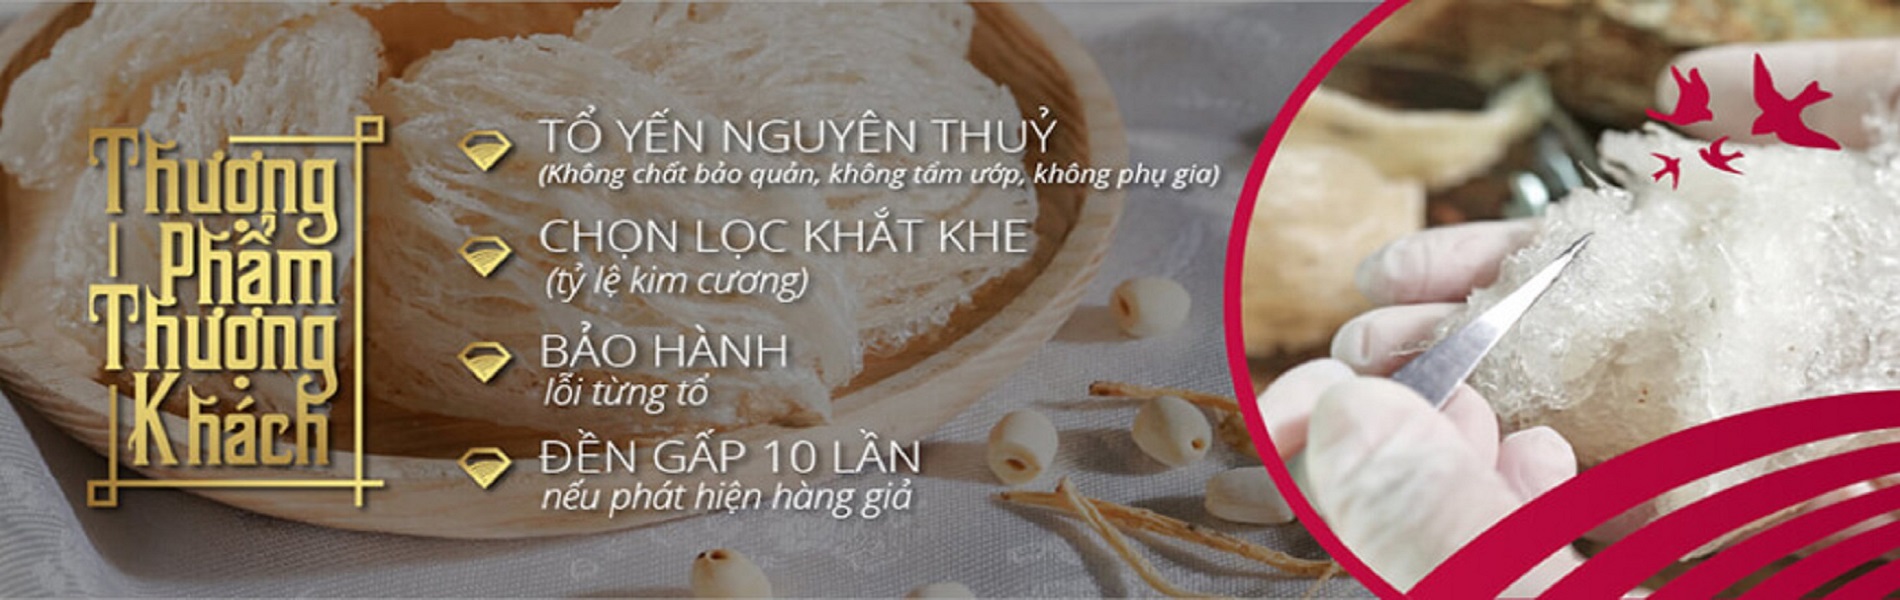 Thượng
Phẩm
Thượng
Khách
TỔ YẾN NGUYÊN THUỶ
(Không chất bảo quản, không tẩm ướp, không phụ gia)
CHỌN LỌC KHẮT KHE
(tỷ lệ kim cương)
BẢO HÀNH
lỗi từng tổ
ĐỀN GẤP 10 LẦN
nếu phát hiện hàng giả